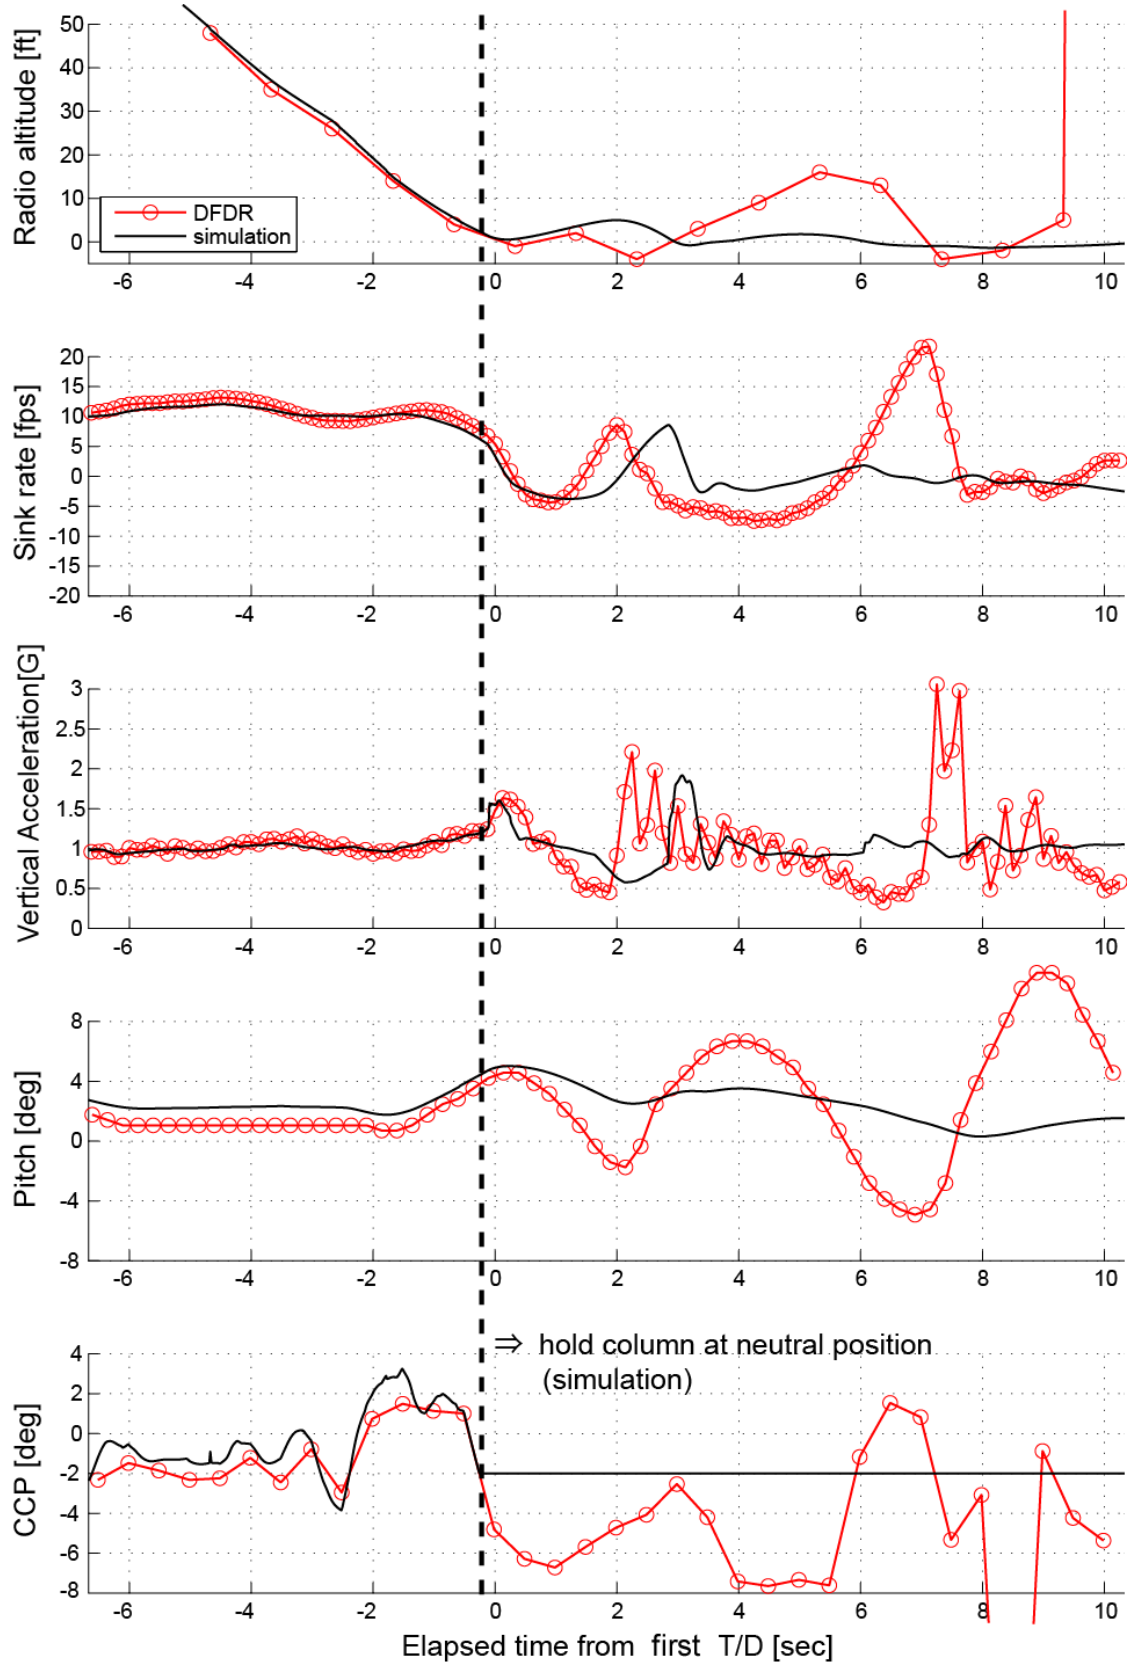 Radio altitude [ft]
50
40
30
20
10
0
DFDR
simulation
-6 -4 -2 0 2 4 6 8 10
Sink rate [fps]
20
15
10
5
0
-5
-10
-15
-20
-6 -4 -2 0 2 4 6 8 10
Vertical Acceleration[G]
3
2.5
2
1.5
1
0.5
0
-6 -4 -2 0 2 4 6 8 10
Pitch [deg]
8
4
0
-4
-8
-6 -4 -2 0 2 4 6 8 10
CCP [deg]
4
2
0
-2
-4
-6
-8
⇒ hold column at neutral position
(simulation)
-6 -4 -2 0 2 4 6 8 10
Elapsed time from first T/D [sec]